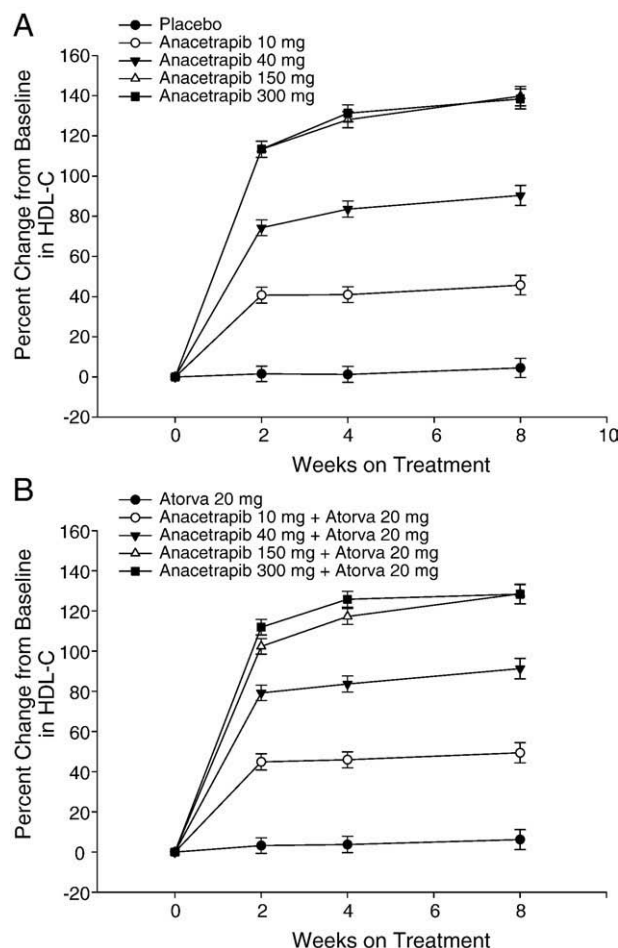 A
Placebo
Anacetrapib 10 mg
Anacetrapib 40 mg
Anacetrapib 150 mg
Anacetrapib 300 mg
160
140
120
100
80
60
40
20
0
-20
Percent Change from Baseline
in HDL-C
0 2 4 6 8 10
Weeks on Treatment
B
Atorva 20 mg
Anacetrapib 10 mg + Atorva 20 mg
Anacetrapib 40 mg + Atorva 20 mg
Anacetrapib 150 mg + Atorva 20 mg
Anacetrapib 300 mg + Atorva 20 mg
160
140
120
100
80
60
40
20
0
-20
Percent Change from Baseline
in HDL-C
0 2 4 6 8
Weeks on Treatment